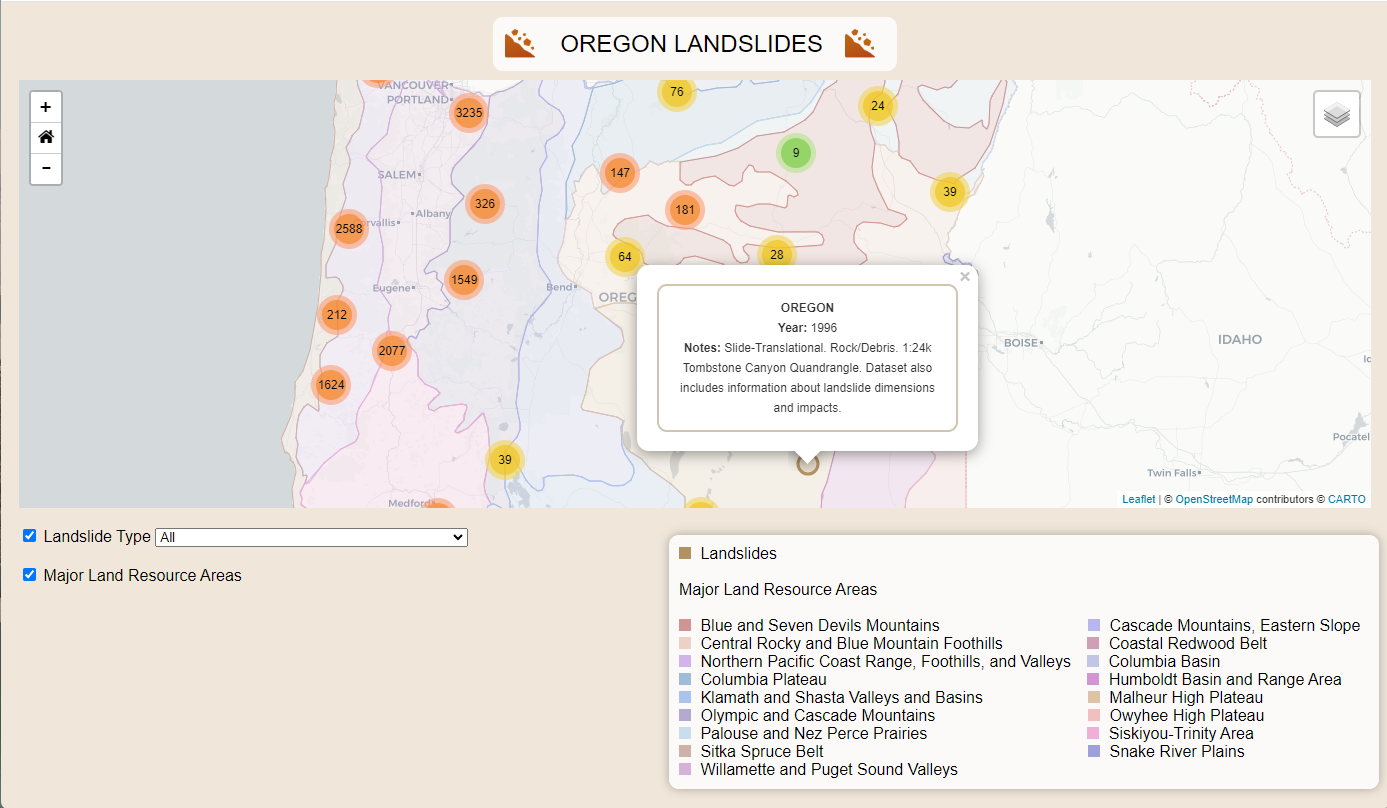 OREGON LANDSLIDES
+
−
VANCOUVER
PORTLAND
3235
76
24
9
SALEM
147
326
181
39
Albany
rvallis
2588
64
28
1549
Eugene
Bend
OREG
212
2077
1624
39
Medford
BOISE
IDAHO
Pocatel
Twin Falls
×
OREGON
Year: 1996
Notes: Slide-Translational. Rock/Debris. 1:24k
Tombstone Canyon Quandrangle. Dataset also
includes information about landslide dimensions
and impacts.
Leaflet | © OpenStreetMap contributors © CARTO
Landslide Type All
Major Land Resource Areas
Landslides
Major Land Resource Areas
Blue and Seven Devils Mountains
Central Rocky and Blue Mountain Foothills
Northern Pacific Coast Range, Foothills, and Valleys
Columbia Plateau
Klamath and Shasta Valleys and Basins
Olympic and Cascade Mountains
Palouse and Nez Perce Prairies
Sitka Spruce Belt
Willamette and Puget Sound Valleys
Cascade Mountains, Eastern Slope
Coastal Redwood Belt
Columbia Basin
Humboldt Basin and Range Area
Malheur High Plateau
Owyhee High Plateau
Siskiyou-Trinity Area
Snake River Plains